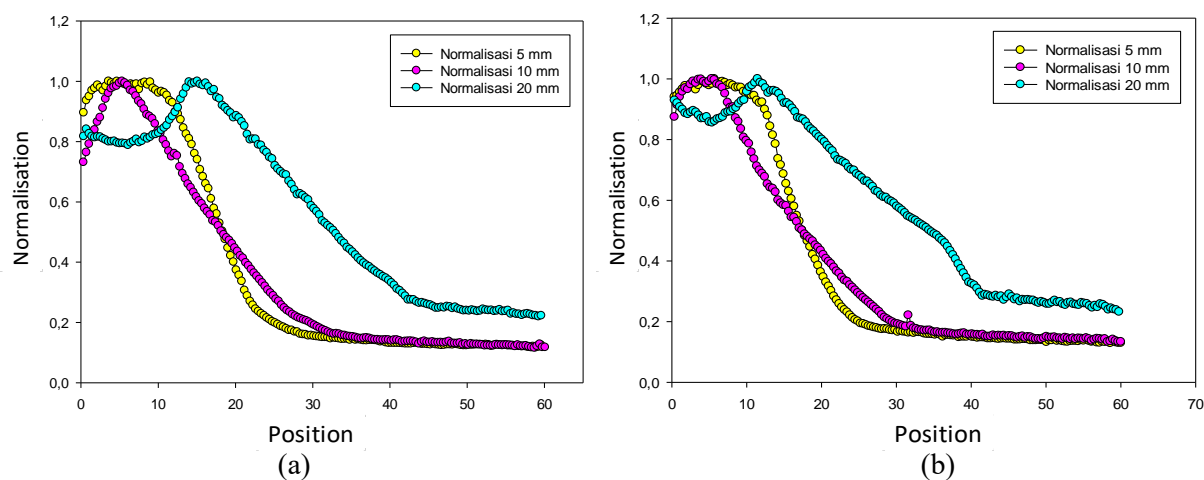 (a)
1,2
1,0
0,8
0,6
0,4
0,2
0,0
Normalisation
Normalisasi 5 mm
Normalisasi 10 mm
Normalisasi 20 mm
0 10 20 30 40 50 60
Position
(a)
b)
1,2
1,0
0,8
0,6
0,4
0,2
0,0
Normalisation
Normalisasi 5 mm
Normalisasi 10 mm
Normalisasi 20 mm
0 10 20 30 40 50 60 70
Position
(b)